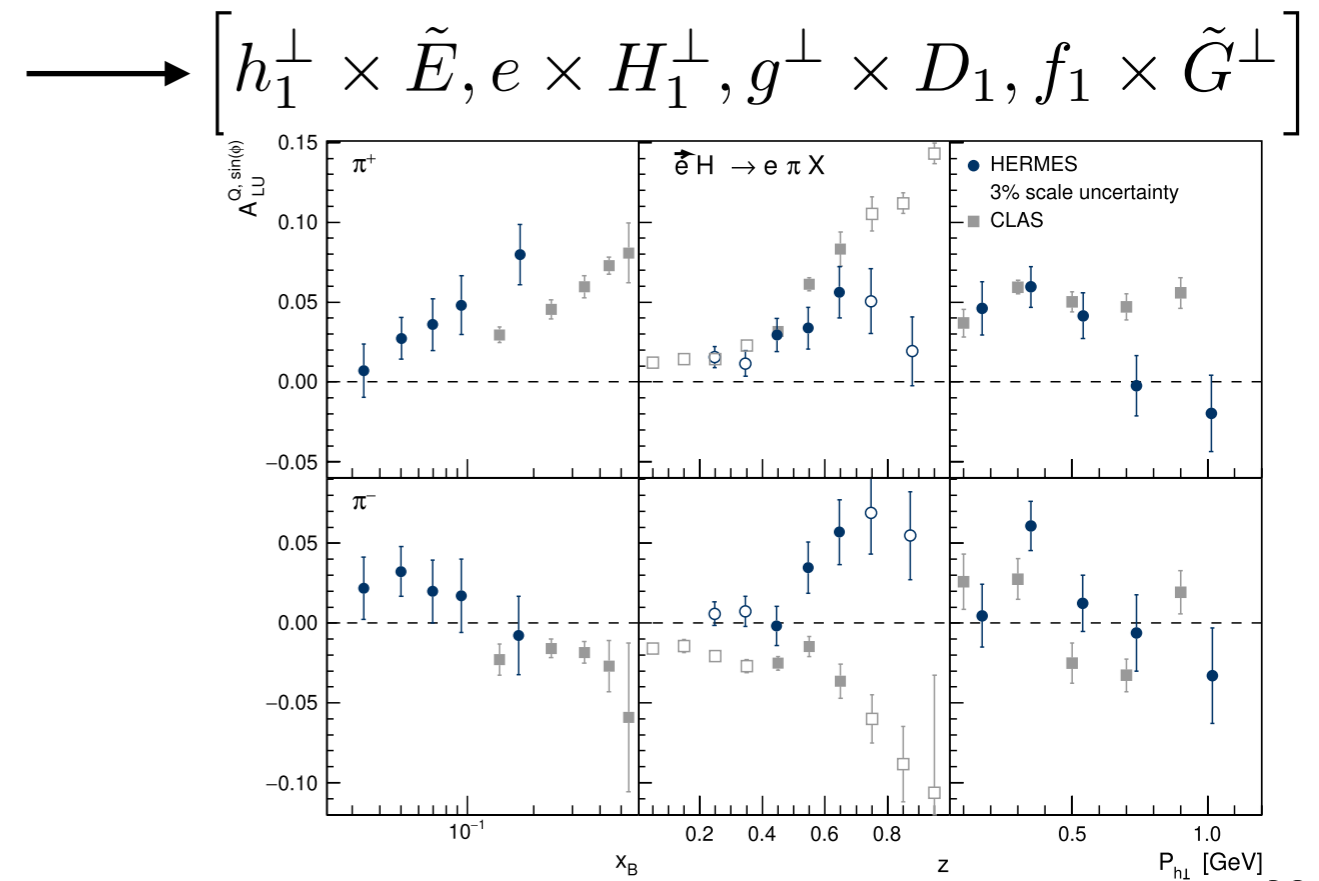 [h₁⊥ × Ẽ, e × H₁⊥, g⊥ × D₁, f₁ × G̃⊥]
A_LU^Q, sin(ϕ)
π⁺
e⃗ H → e π X
HERMES
3% scale uncertainty
CLAS
0.15
0.10
0.05
0.00
−0.05
π⁻
0.05
0.00
−0.05
−0.10
10⁻¹
0.2 0.4 0.6 0.8
0.5 1.0
x_B
z
P_h⊥ [GeV]